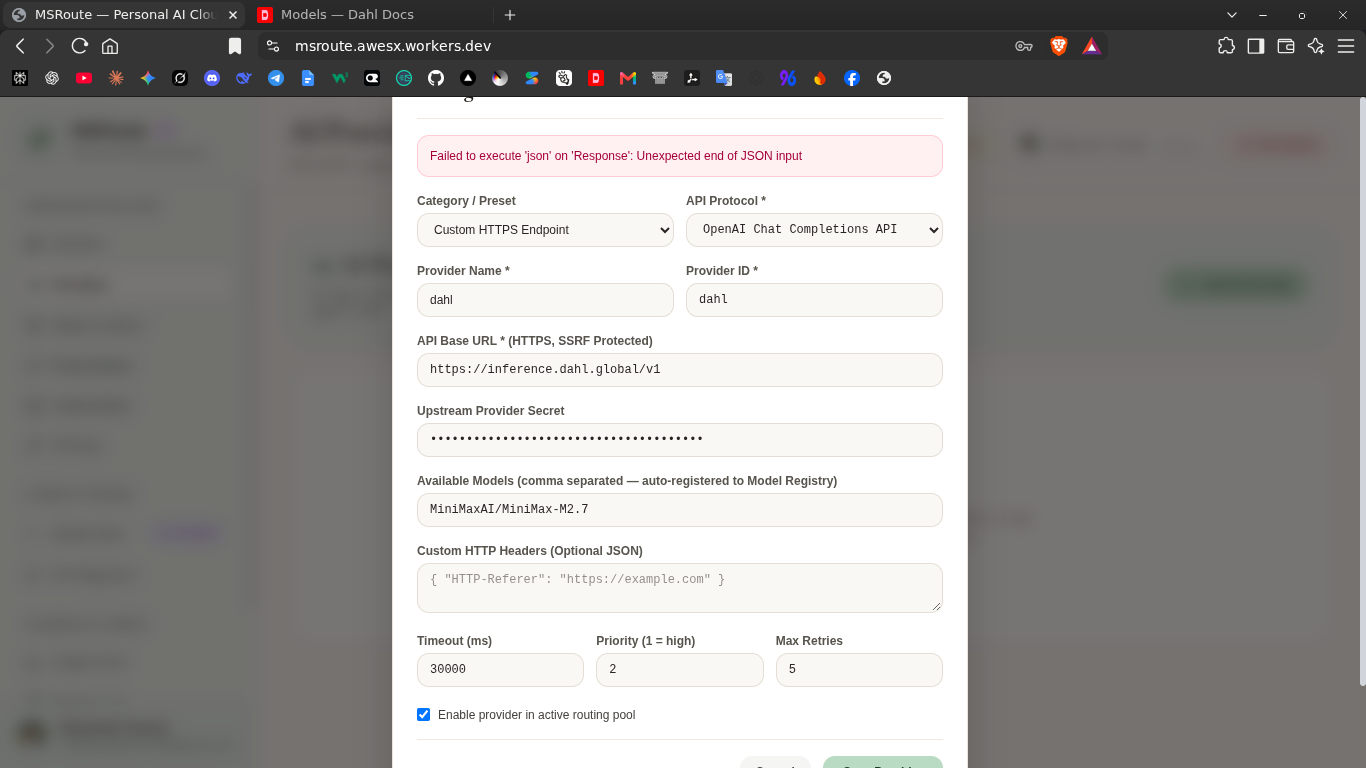 MSRoute — Personal AI Clou
Models — Dahl Docs
msroute.awesx.workers.dev
Failed to execute 'json' on 'Response': Unexpected end of JSON input
Category / Preset
API Protocol *
Custom HTTPS Endpoint
OpenAI Chat Completions API
Provider Name *
Provider ID *
dahl
dahl
API Base URL * (HTTPS, SSRF Protected)
https://inference.dahl.global/v1
Upstream Provider Secret
••••••••••••••••••••••••••••••••••••••
Available Models (comma separated — auto-registered to Model Registry)
MiniMaxAI/MiniMax-M2.7
Custom HTTP Headers (Optional JSON)
{ "HTTP-Referer": "https://example.com" }
Timeout (ms)
Priority (1 = high)
Max Retries
30000
2
5
Enable provider in active routing pool